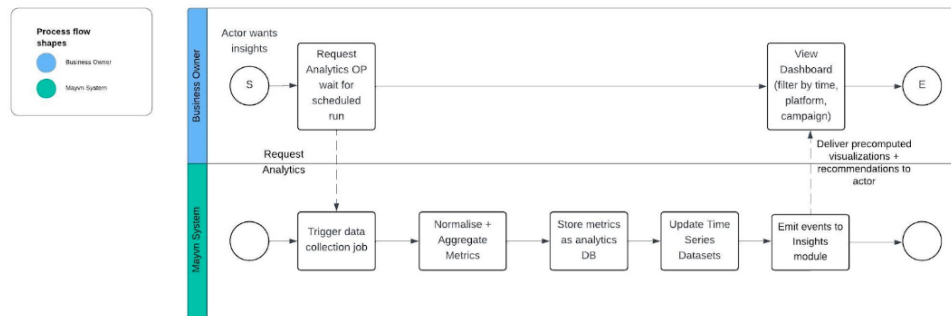 Process flow
shapes
Business Owner
Mayvn System
Business Owner
Actor wants
insights
S
Request
Analytics OP
wait for
scheduled
run
View
Dashboard
(filter by time,
platform,
campaign)
E
Request
Analytics
Deliver precomputed
visualizations +
recommendations to
actor
Mayvn System
Trigger data
collection job
Normalise +
Aggregate
Metrics
Store metrics
as analytics
DB
Update Time
Series
Datasets
Emit events to
Insights
module